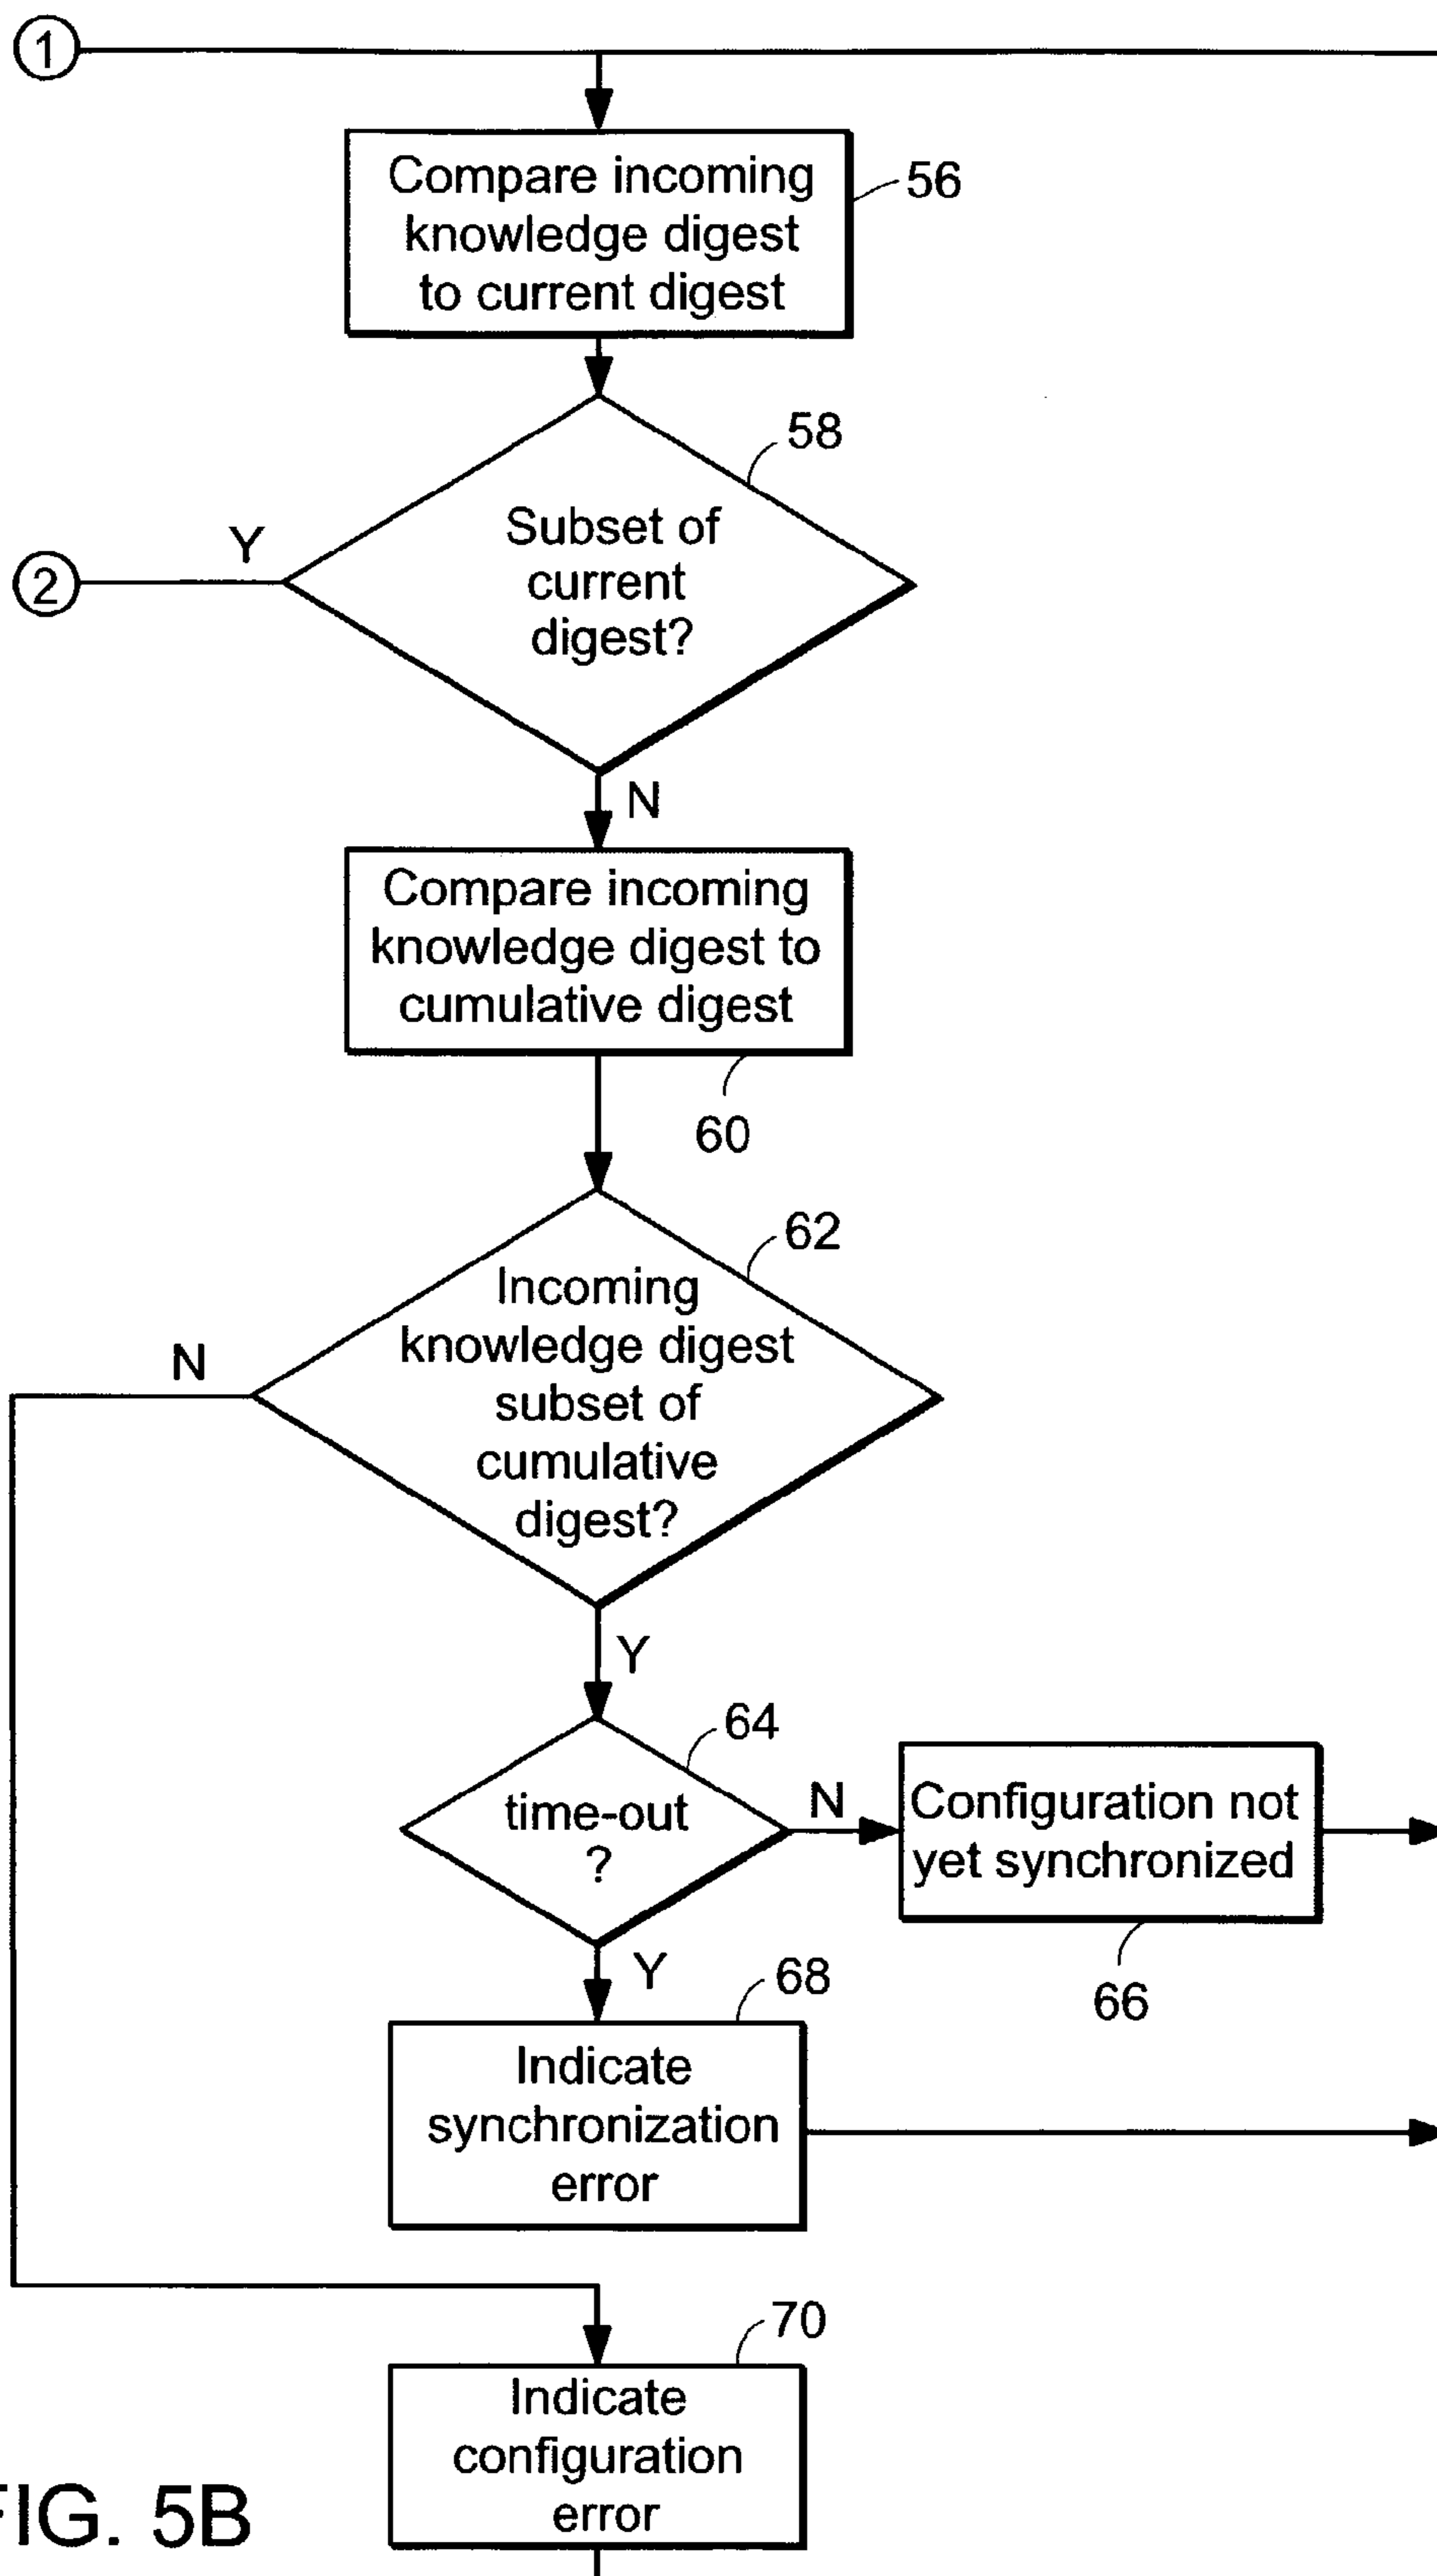 1
Compare incoming
knowledge digest
to current digest
56
58
Subset of
current
digest?
Y
2
N
Compare incoming
knowledge digest to
cumulative digest
60
62
Incoming
knowledge digest
subset of
cumulative
digest?
N
Y
64
time-out
?
N
Configuration not
yet synchronized
66
Y
68
Indicate
synchronization
error
70
Indicate
configuration
error
FIG. 5B